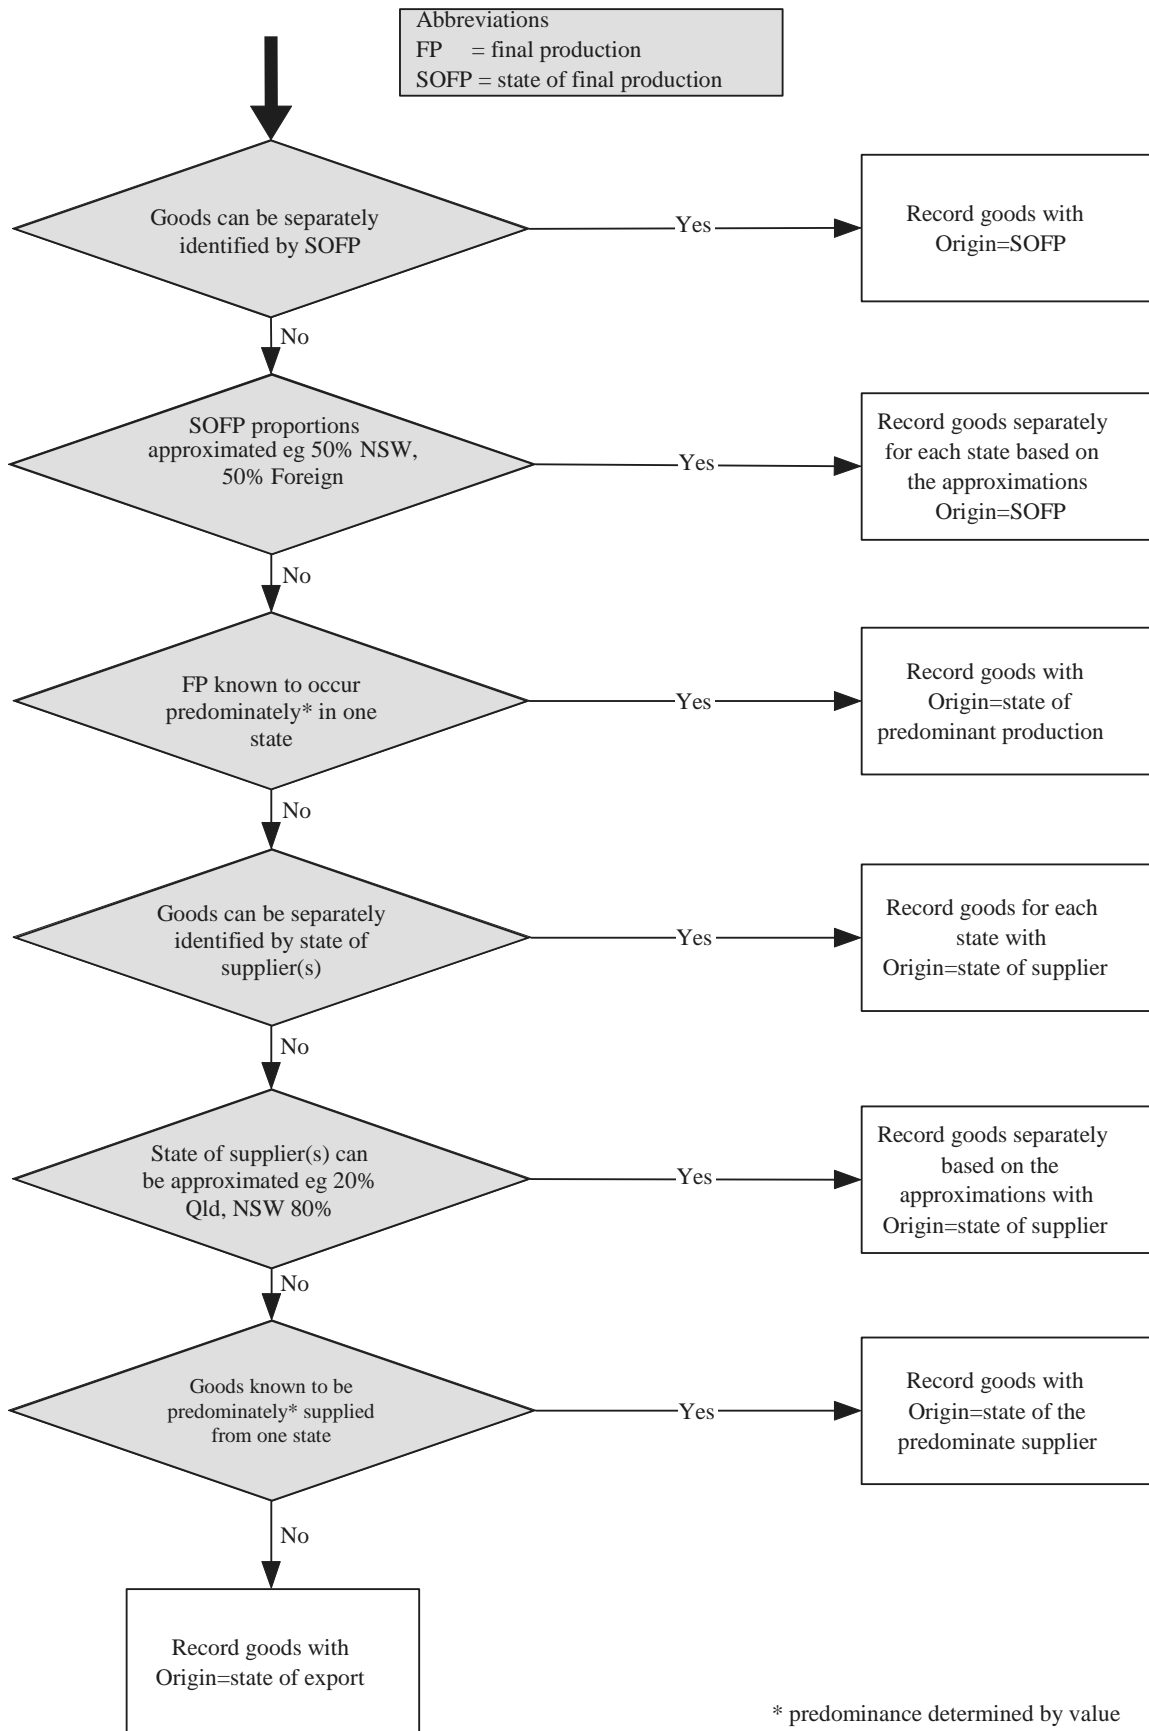 Abbreviations
FP = final production
SOFP = state of final production
Goods can be separately
identified by SOFP
Yes
Record goods with
Origin=SOFP
No
SOFP proportions
approximated eg 50% NSW,
50% Foreign
Yes
Record goods separately
for each state based on
the approximations
Origin=SOFP
No
FP known to occur
predominately* in one
state
Yes
Record goods with
Origin=state of
predominant production
No
Goods can be separately
identified by state of
supplier(s)
Yes
Record goods for each
state with
Origin=state of supplier
No
State of supplier(s) can
be approximated eg 20%
Qld, NSW 80%
Yes
Record goods separately
based on the
approximations with
Origin=state of supplier
No
Goods known to be
predominately* supplied
from one state
Yes
Record goods with
Origin=state of the
predominate supplier
No
Record goods with
Origin=state of export
* predominance determined by value